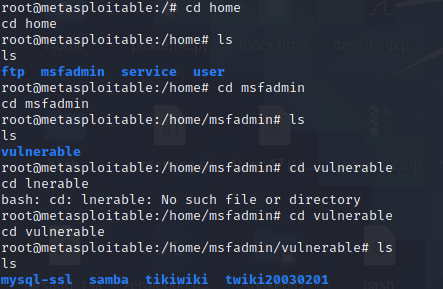 root@metasploitable:/# cd home
cd home
root@metasploitable:/home# ls
ls
ftp  msfadmin  service  user
root@metasploitable:/home# cd msfadmin
cd msfadmin
root@metasploitable:/home/msfadmin# ls
ls
vulnerable
root@metasploitable:/home/msfadmin# cd vulnerable
cd lnerable
bash: cd: lnerable: No such file or directory
root@metasploitable:/home/msfadmin# cd vulnerable
cd vulnerable
root@metasploitable:/home/msfadmin/vulnerable# ls
ls
mysql-ssl  samba  tikiwiki  twiki20030201